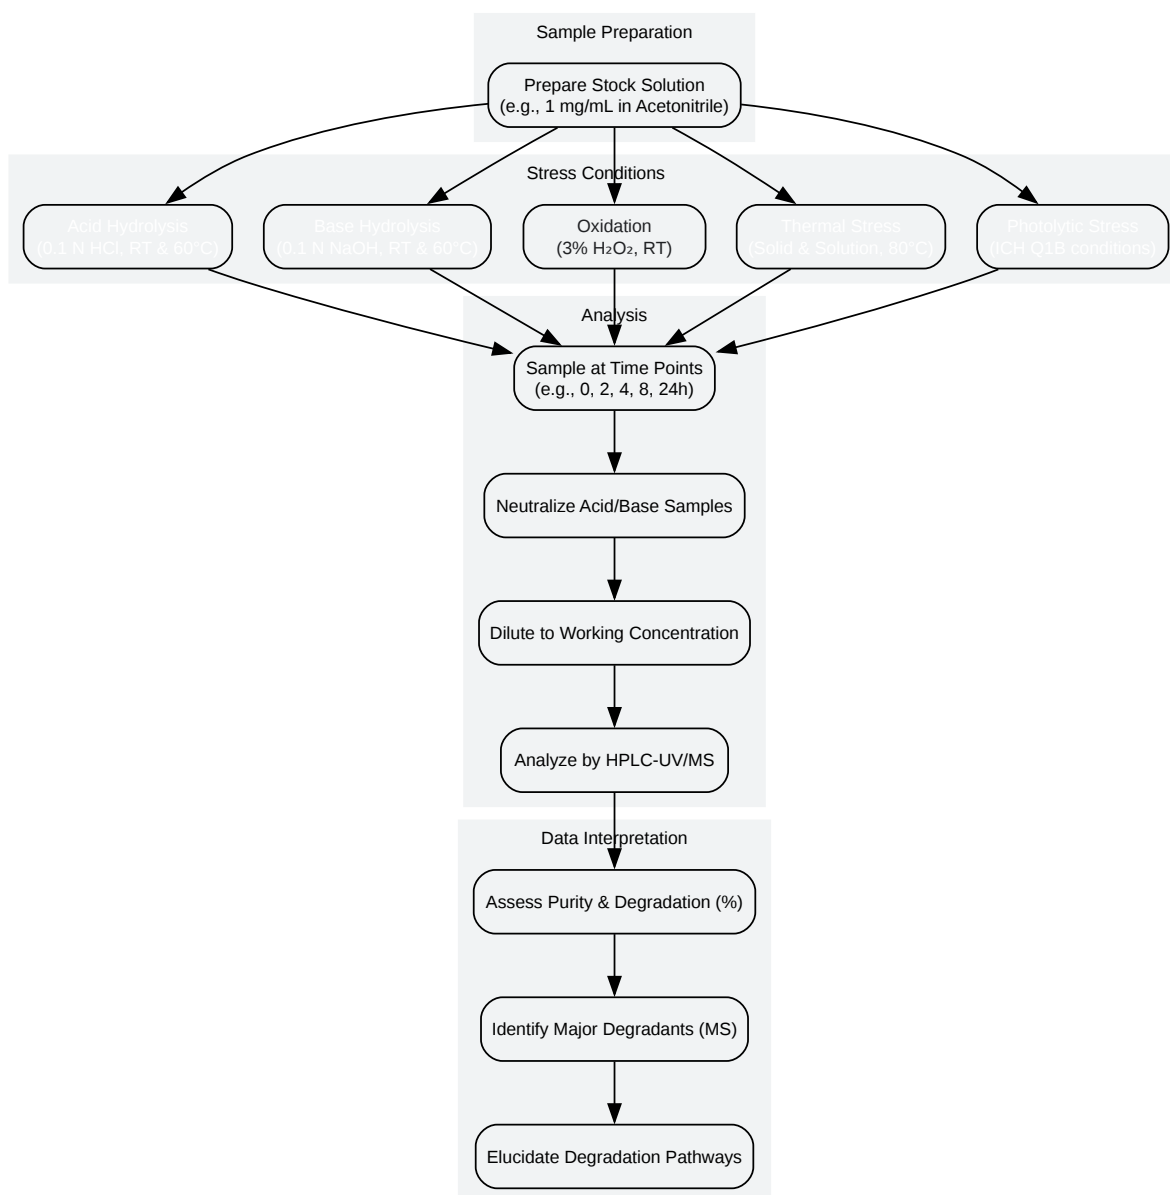 Sample Preparation
Prepare Stock Solution
(e.g., 1 mg/mL in Acetonitrile)
Stress Conditions
Acid Hydrolysis
(0.1 N HCl, RT & 60°C)
Base Hydrolysis
(0.1 N NaOH, RT & 60°C)
Oxidation
(3% H₂O₂, RT)
Thermal Stress
(Solid & Solution, 80°C)
Photolytic Stress
(ICH Q1B conditions)
Analysis
Sample at Time Points
(e.g., 0, 2, 4, 8, 24h)
Neutralize Acid/Base Samples
Dilute to Working Concentration
Analyze by HPLC-UV/MS
Data Interpretation
Assess Purity & Degradation (%)
Identify Major Degradants (MS)
Elucidate Degradation Pathways